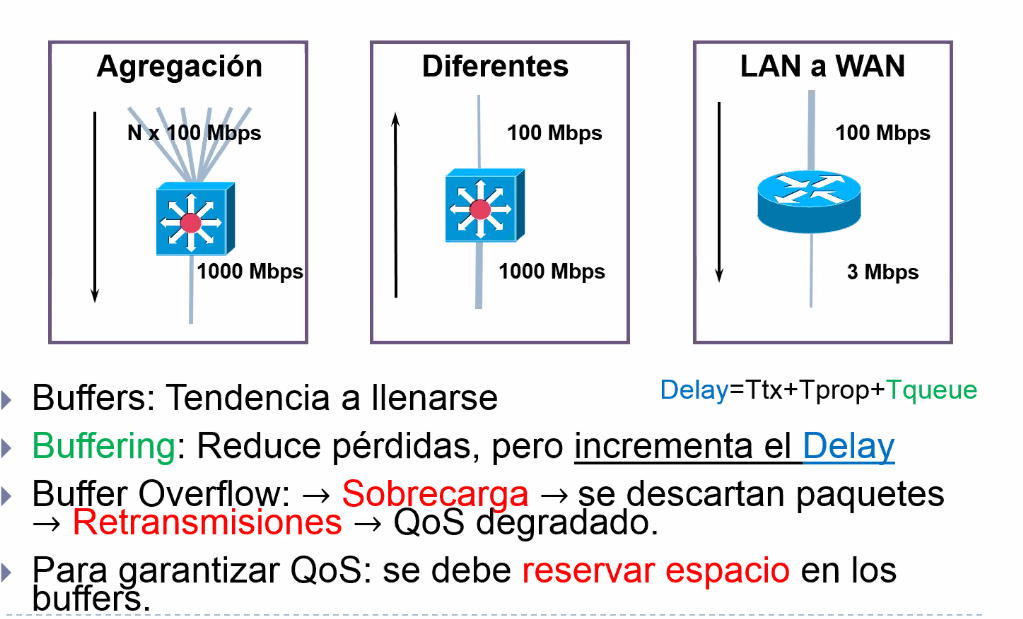 Agregación
N x 100 Mbps
1000 Mbps
Diferentes
100 Mbps
1000 Mbps
LAN a WAN
100 Mbps
3 Mbps
Delay=Ttx+Tprop+Tqueue
Buffers: Tendencia a llenarse
Buffering: Reduce pérdidas, pero incrementa el Delay
Buffer Overflow: → Sobrecarga → se descartan paquetes
→ Retransmisiones → QoS degradado.
Para garantizar QoS: se debe reservar espacio en los
buffers.